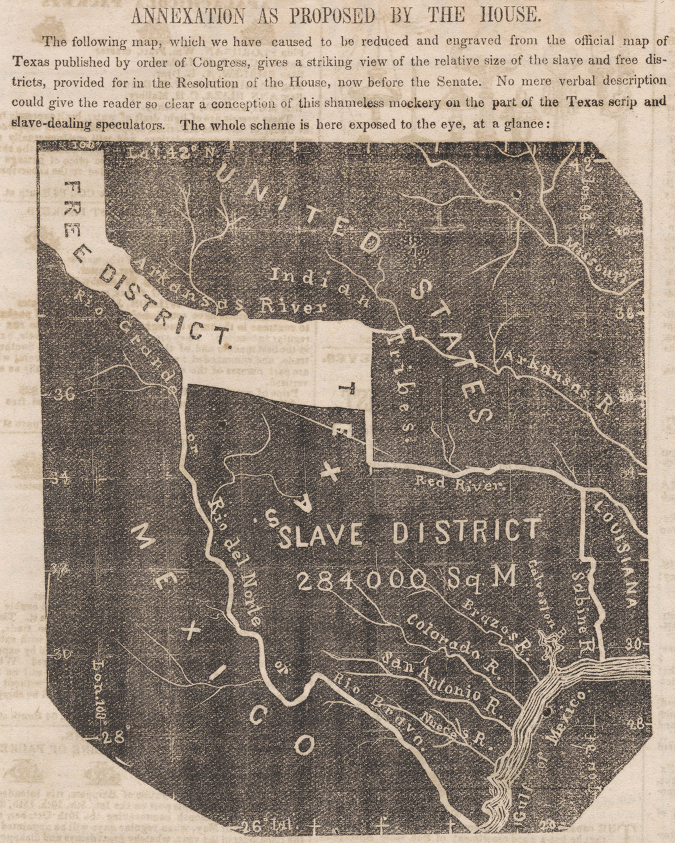 ANNEXATION AS PROPOSED BY THE HOUSE.
The following map, which we have caused to be reduced and engraved from the official map of
Texas published by order of Congress, gives a striking view of the relative size of the slave and free dis-
tricts, provided for in the Resolution of the House, now before the Senate. No mere verbal description
could give the reader so clear a conception of this shameless mockery on the part of the Texas scrip and
slave-dealing speculators. The whole scheme is here exposed to the eye, at a glance:
Lat 42° N.
UNITED STATES
FREE DISTRICT.
Missouri
Arkansas River
Indian Tribes.
38
Rio Grande
Arkansas R.
36
TEXAS
or
34
Red River
LOUISIANA
Rio del Norte
SLAVE DISTRICT
284000 Sq M
MEXICO
Sabine R.
Brazos R.
Colorado R.
30
30
San Antonio R.
or
Rio Bravo.
Nueces R.
Gulf of Mexico.
28
28
26° lat.